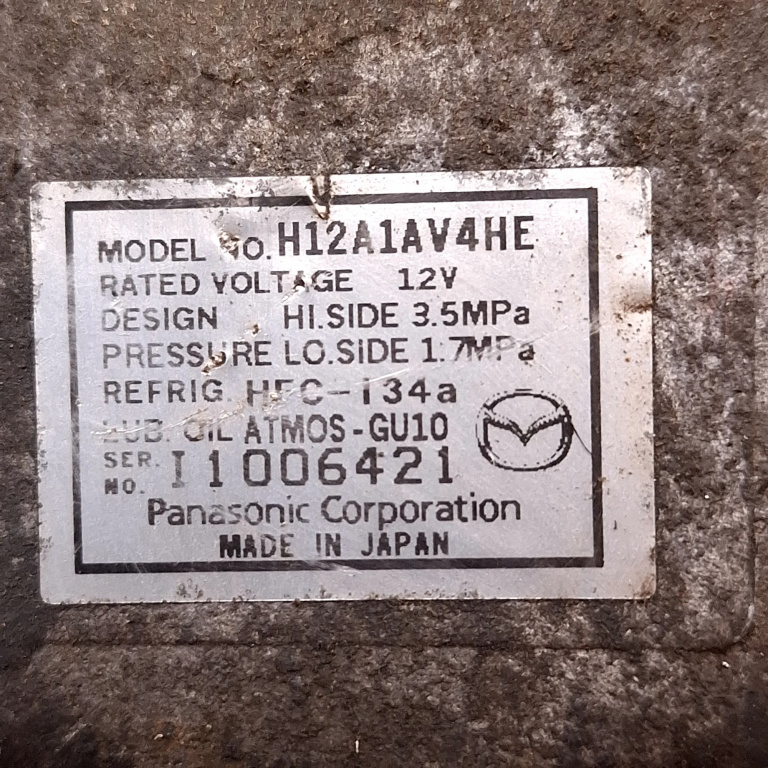 MODEL No. H12A1AV4HE
RATED VOLTAGE 12V
DESIGN HI.SIDE 3.5MPa
PRESSURE LO.SIDE 1.7MPa
REFRIG. HFC-134a
LUB. OIL ATMOS-GU10
SER. NO. I1006421
Panasonic Corporation
MADE IN JAPAN